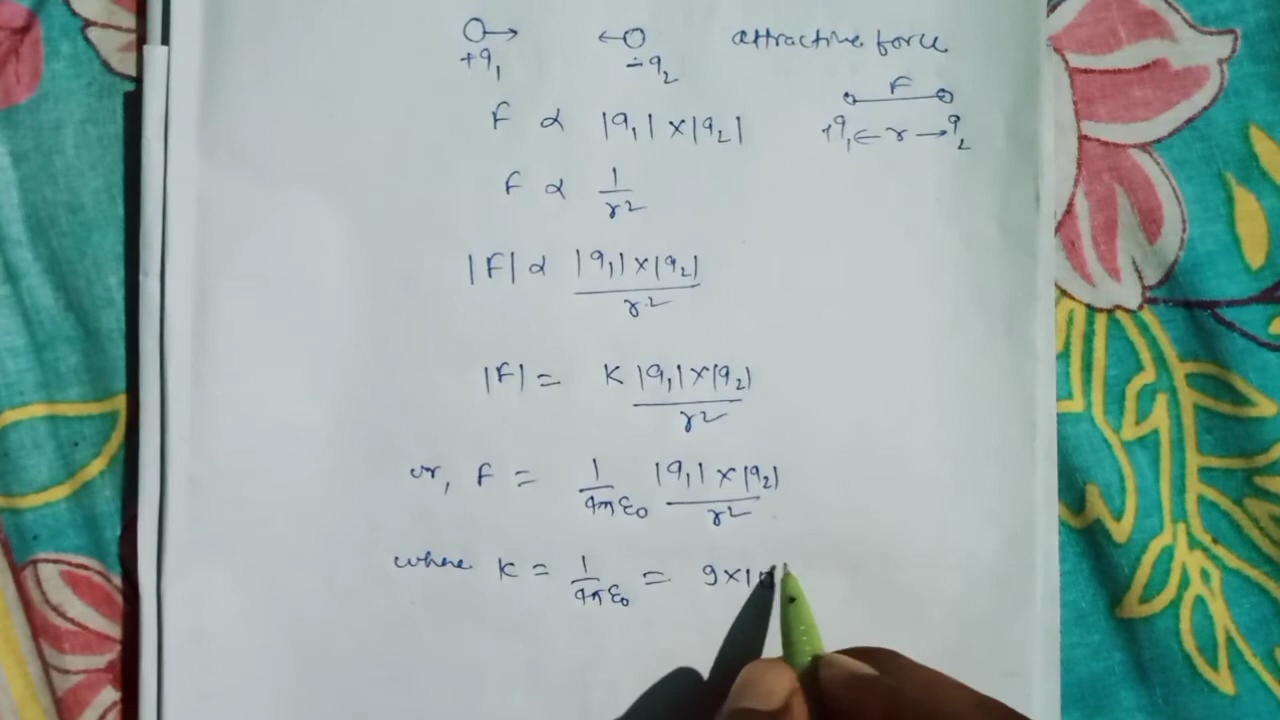 +q₁ -q₂ attractive force
F
F α |q₁| × |q₂|
+q₁ ← r → q₂
F α 1/r²
|F| α |q₁| × |q₂| / r²
|F| = K |q₁| × |q₂| / r²
or, F = 1/4πε₀ |q₁| × |q₂| / r²
where K = 1/4πε₀ = 9×10